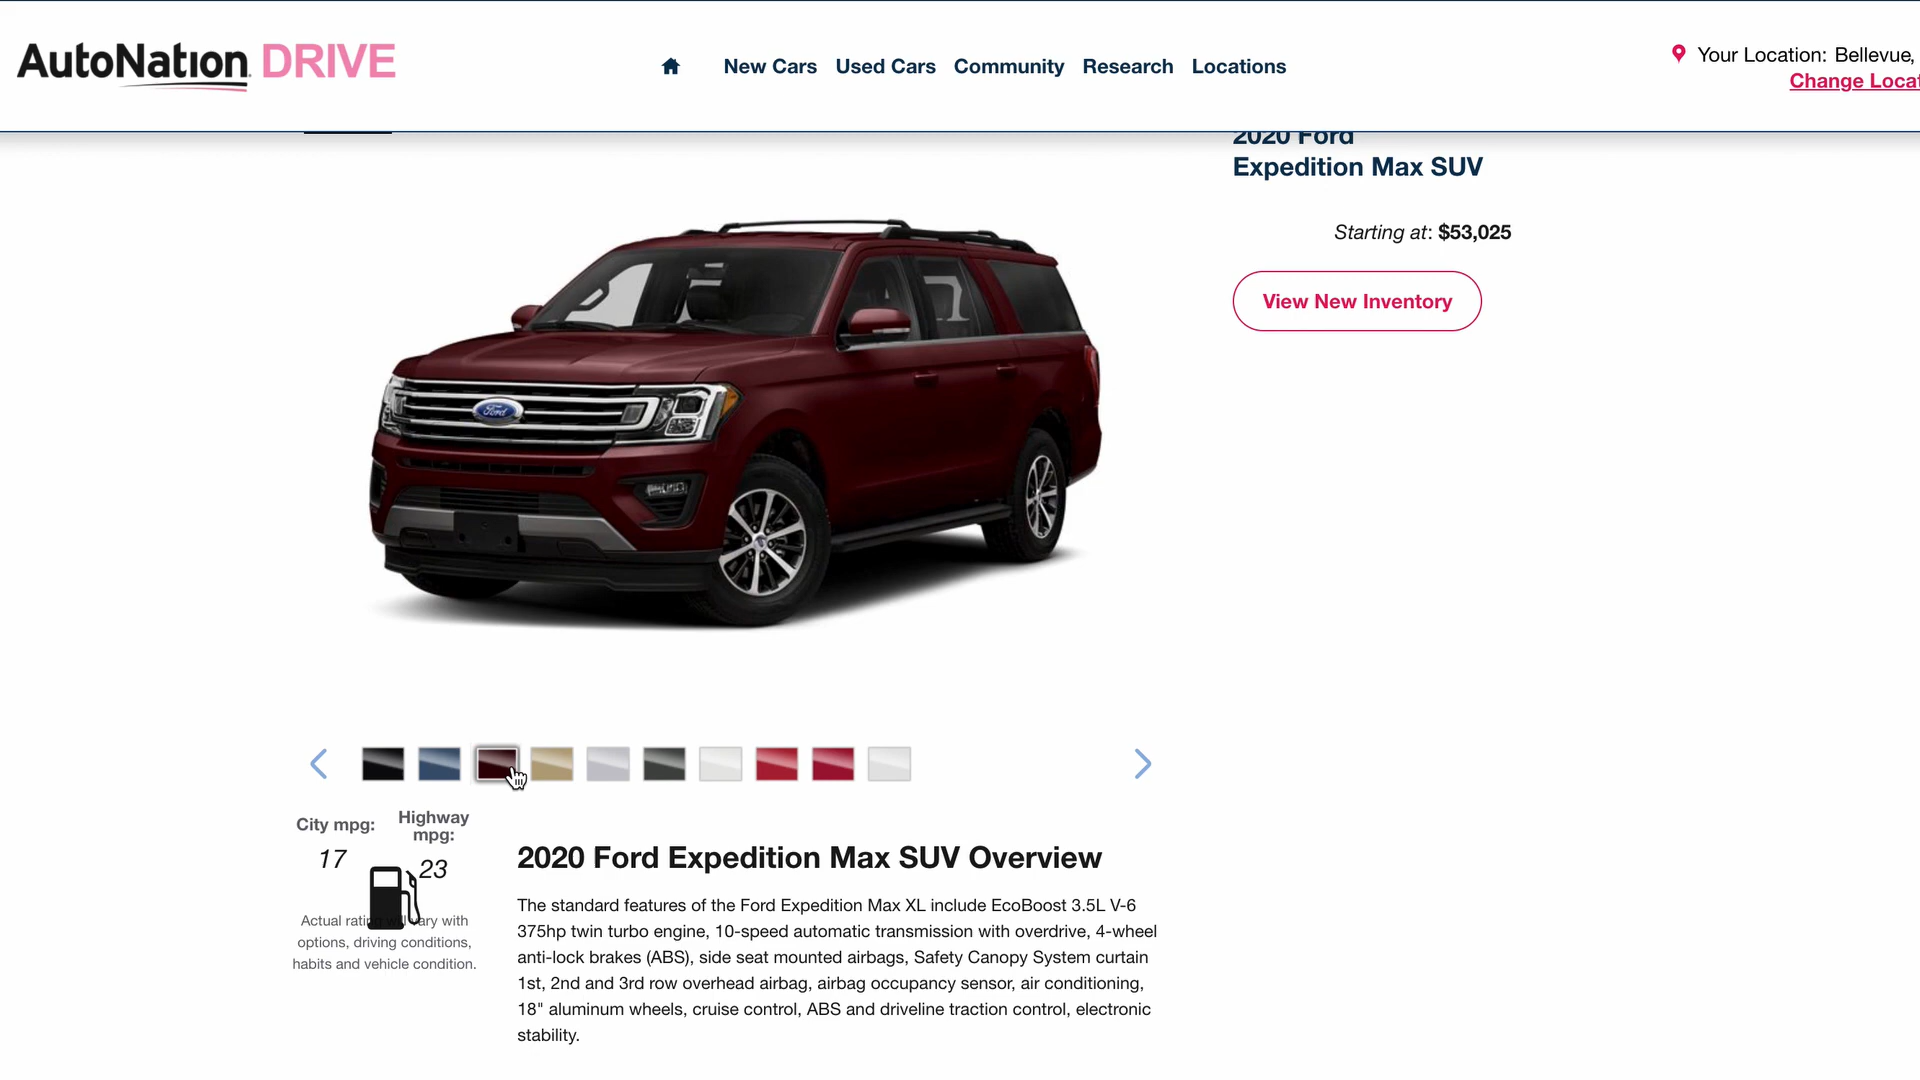 AutoNation DRIVE
New Cars Used Cars Community Research Locations
Your Location: Bellevue,
Change Locat
2020 Ford
Expedition Max SUV
Starting at: $53,025
View New Inventory
Ford
City mpg:
17
Highway
mpg:
23
Actual rating will vary with
options, driving conditions,
habits and vehicle condition.
2020 Ford Expedition Max SUV Overview
The standard features of the Ford Expedition Max XL include EcoBoost 3.5L V-6
375hp twin turbo engine, 10-speed automatic transmission with overdrive, 4-wheel
anti-lock brakes (ABS), side seat mounted airbags, Safety Canopy System curtain
1st, 2nd and 3rd row overhead airbag, airbag occupancy sensor, air conditioning,
18" aluminum wheels, cruise control, ABS and driveline traction control, electronic
stability.